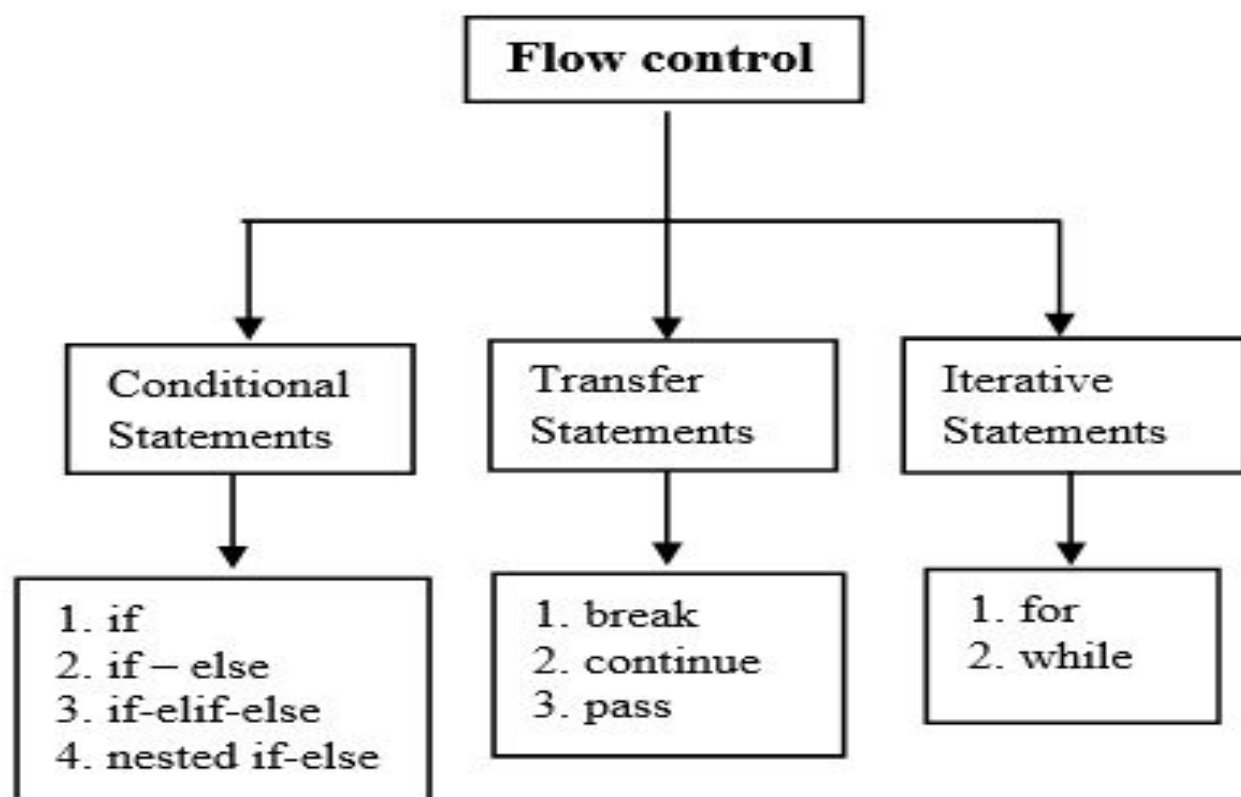 Flow control
Conditional
Statements
Transfer
Statements
Iterative
Statements
1. if
2. if – else
3. if-elif-else
4. nested if-else
1. break
2. continue
3. pass
1. for
2. while